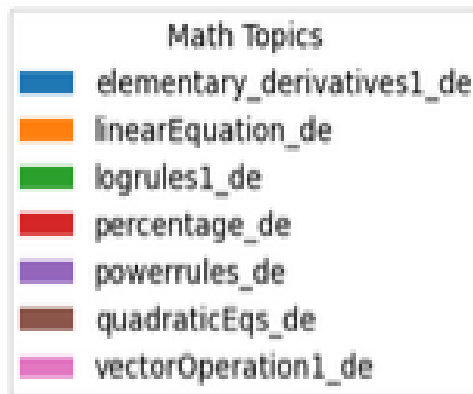 Math Topics
elementary_derivatives1_de
linearEquation_de
logrules1_de
percentage_de
powerrules_de
quadraticEqs_de
vectorOperation1_de